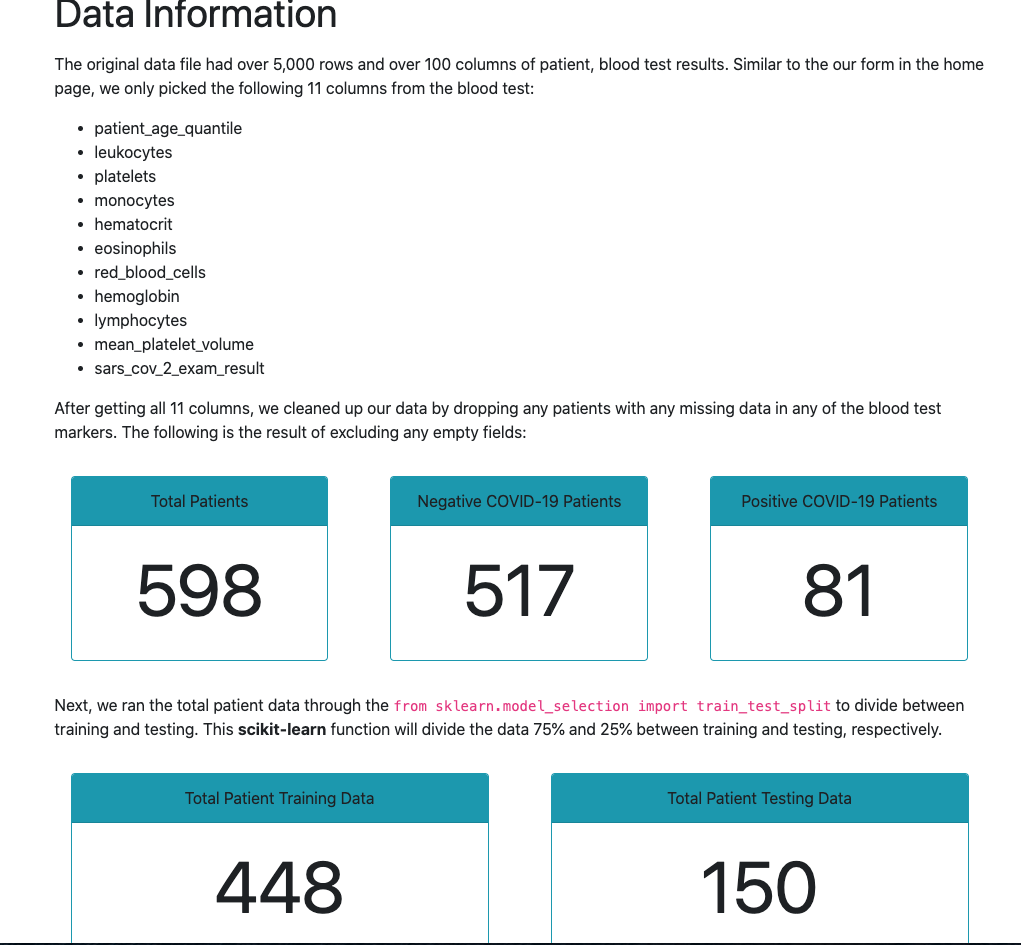 Data Information
The original data file had over 5,000 rows and over 100 columns of patient, blood test results. Similar to the our form in the home
page, we only picked the following 11 columns from the blood test:
• patient_age_quantile
• leukocytes
• platelets
• monocytes
• hematocrit
• eosinophils
• red_blood_cells
• hemoglobin
• lymphocytes
• mean_platelet_volume
• sars_cov_2_exam_result
After getting all 11 columns, we cleaned up our data by dropping any patients with any missing data in any of the blood test
markers. The following is the result of excluding any empty fields:
Total Patients
598
Negative COVID-19 Patients
517
Positive COVID-19 Patients
81
Next, we ran the total patient data through the from sklearn.model_selection import train_test_split to divide between
training and testing. This scikit-learn function will divide the data 75% and 25% between training and testing, respectively.
Total Patient Training Data
448
Total Patient Testing Data
150